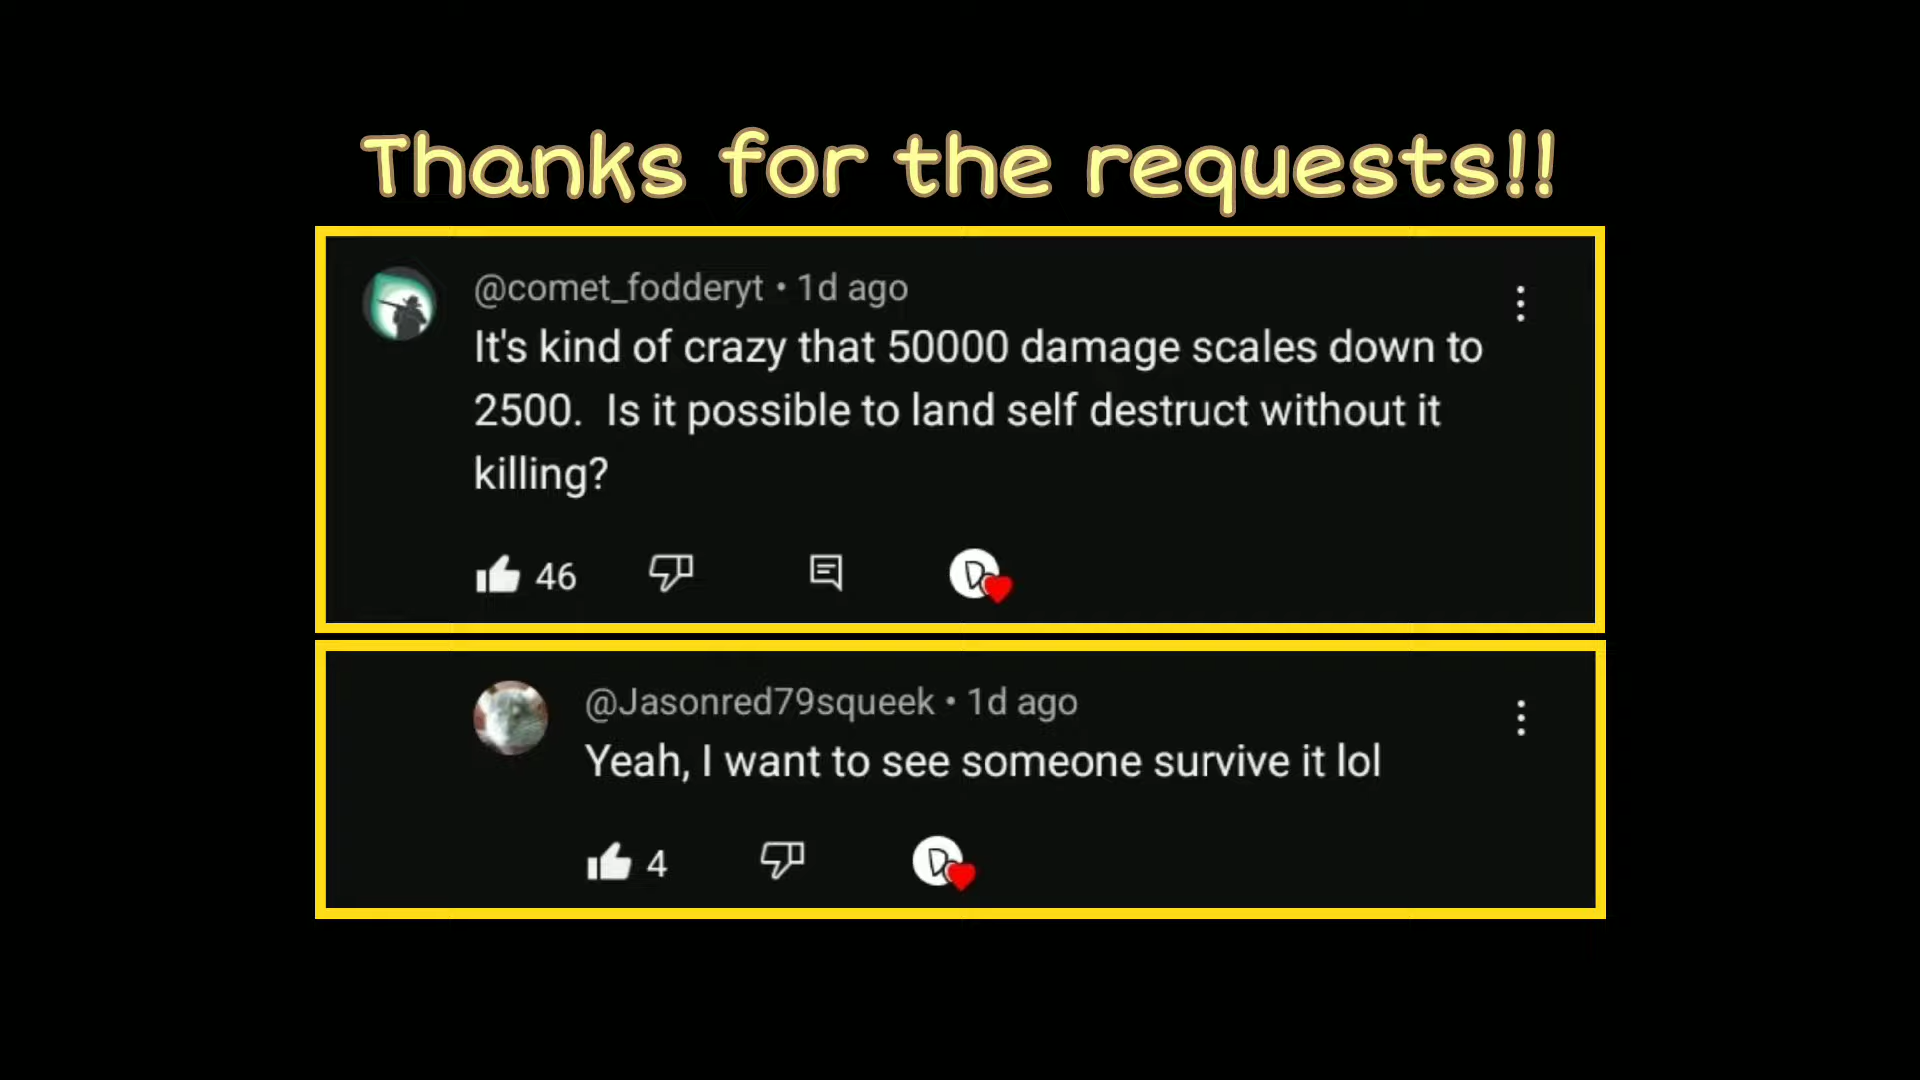 Thanks for the requests!!
@comet_fodderyt • 1d ago
It's kind of crazy that 50000 damage scales down to
2500.  Is it possible to land self destruct without it
killing?
46
D
@Jasonred79squeek • 1d ago
Yeah, I want to see someone survive it lol
4
D